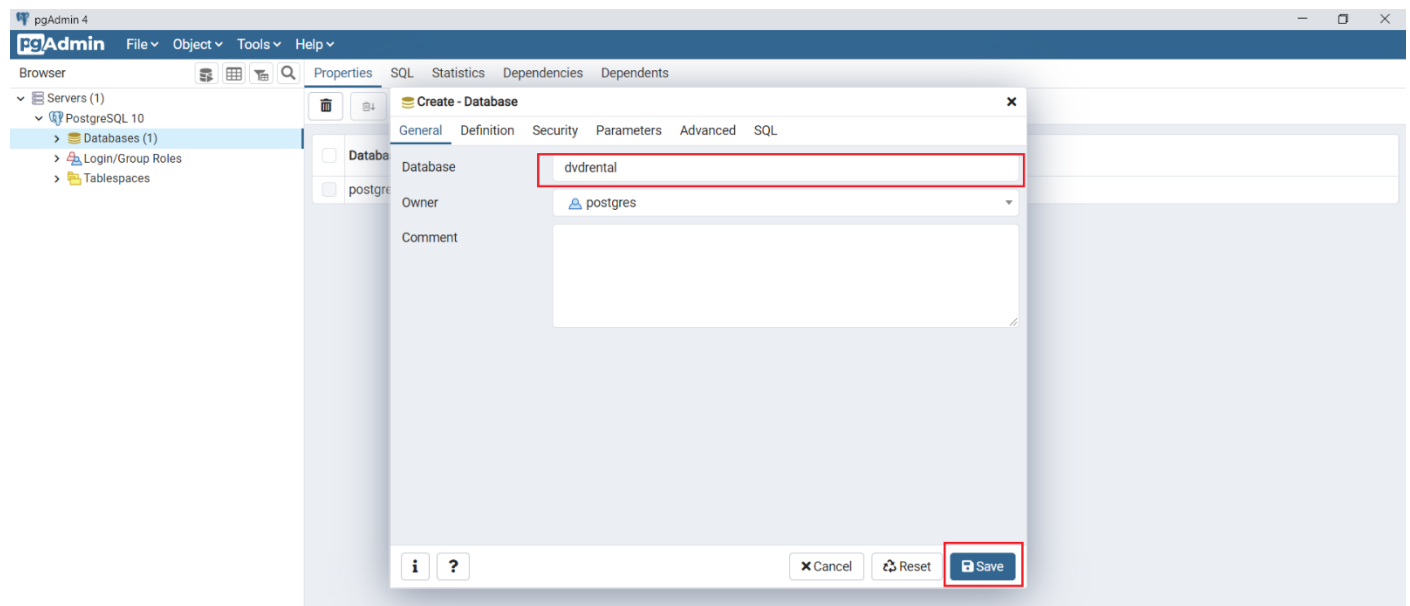 pgAdmin 4
pgAdmin File Object Tools Help
Browser
Properties SQL Statistics Dependencies Dependents
Servers (1)
PostgreSQL 10
Databases (1)
Login/Group Roles
Tablespaces
Databa
postgre
Create - Database
General Definition Security Parameters Advanced SQL
Database dvdrental
Owner postgres
Comment
i ? Cancel Reset Save